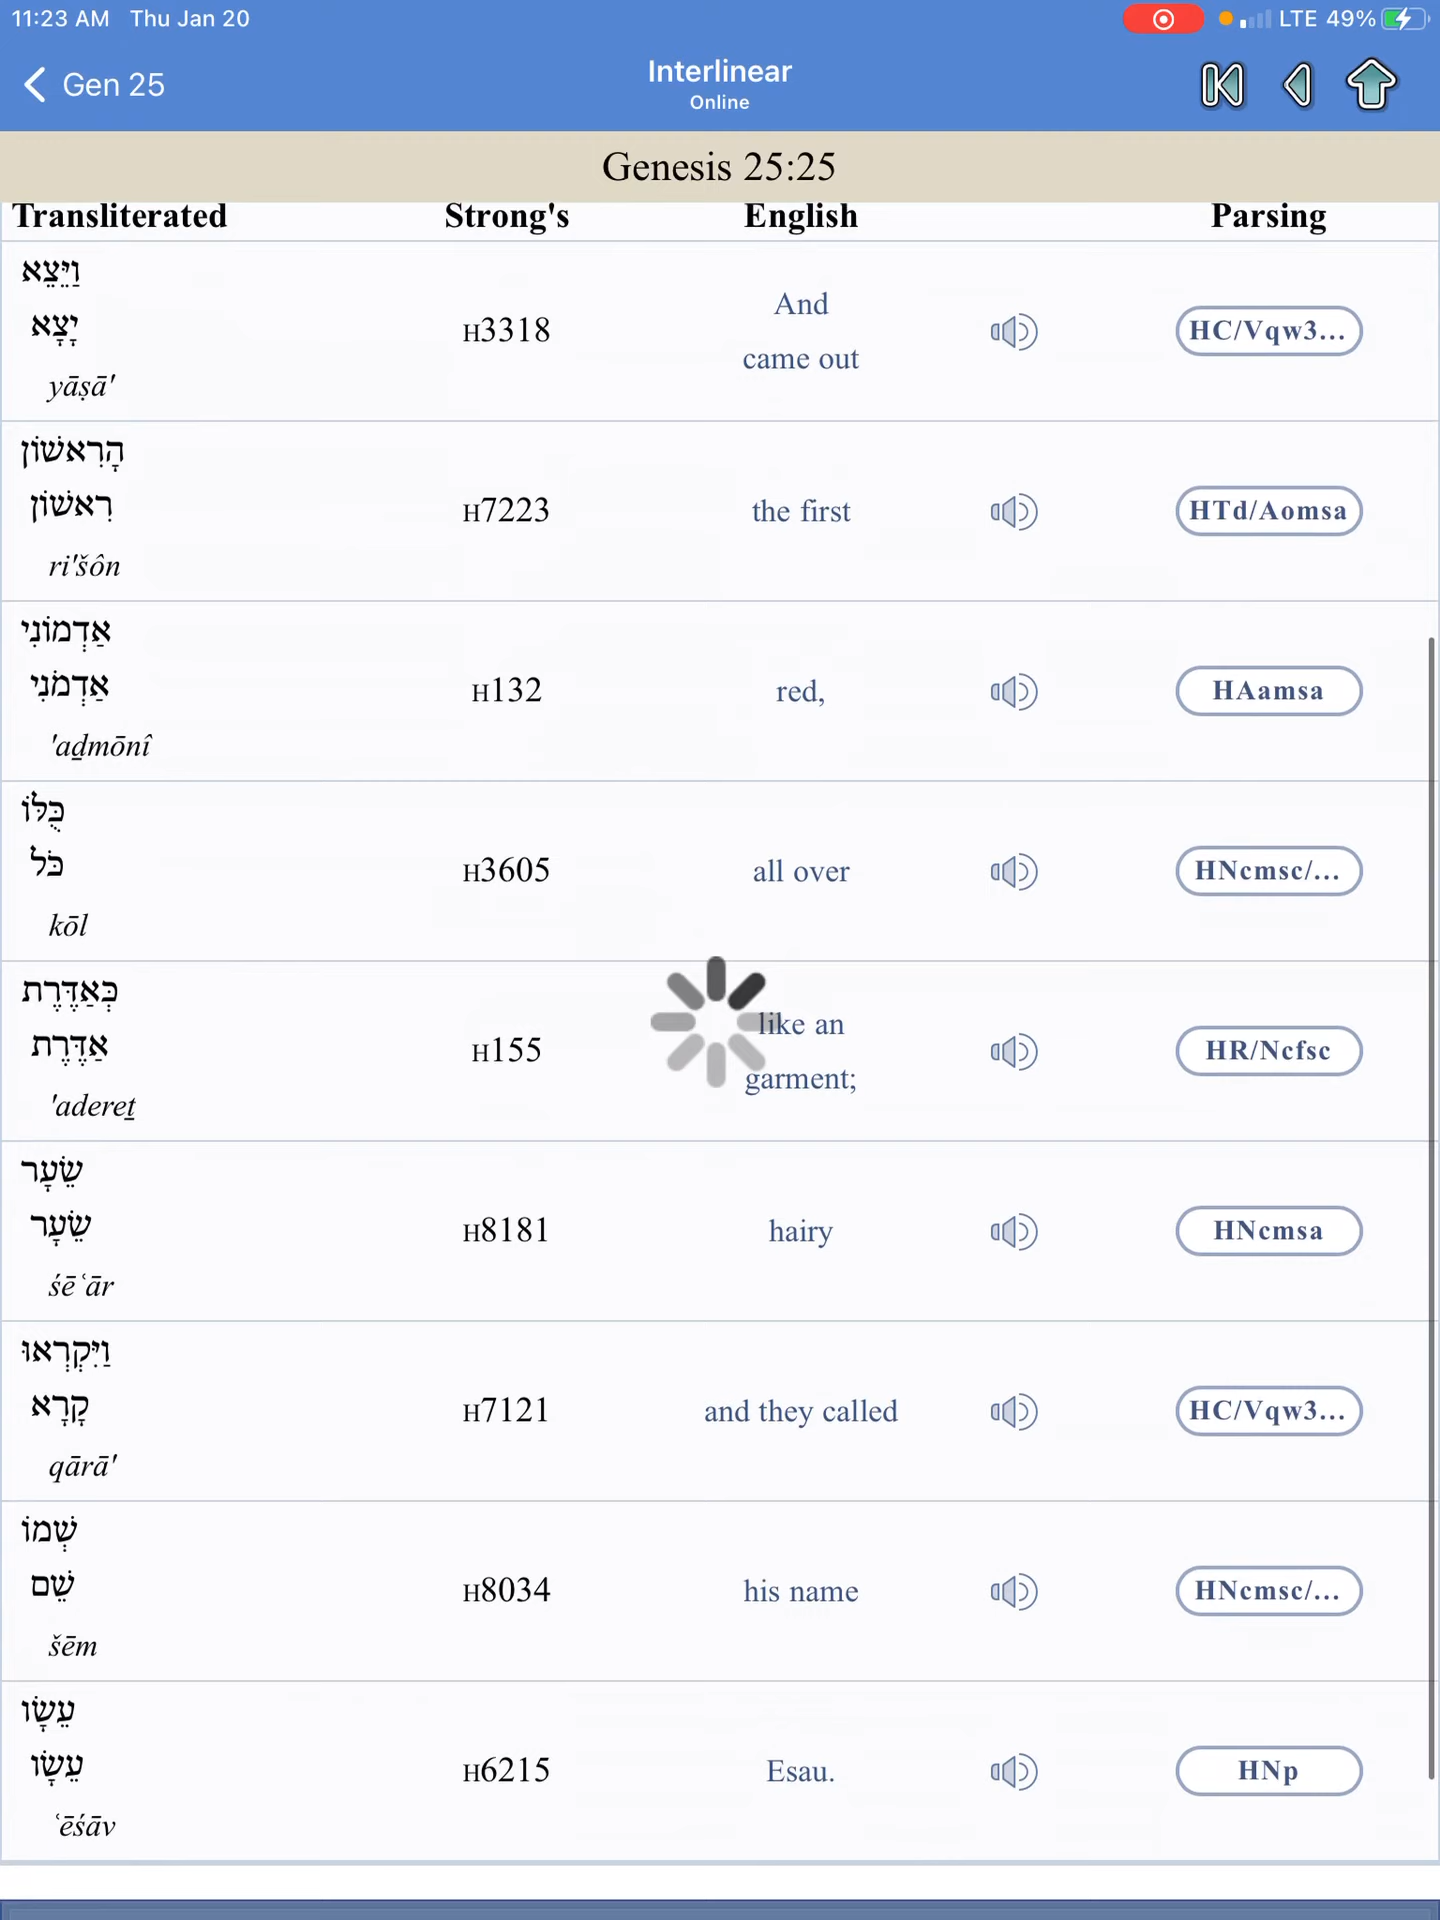 11:23 AM Thu Jan 20
LTE 49%
Gen 25
Interlinear
Online
Genesis 25:25
Transliterated Strong's English Parsing
וַיֵּצֵא
יָצָא
yāṣā'
H3318
And
came out
HC/Vqw3...
הָרִאשׁוֹן
רִאשׁוֹן
ri'šôn
H7223
the first
HTd/Aomsa
אַדְמוֹנִי
אַדְמֹנִי
'aḏmōnî
H132
red,
HAamsa
כֻּלּוֹ
כֹּל
kōl
H3605
all over
HNcmsc/...
כְּאַדֶּרֶת
אַדֶּרֶת
'adereṯ
H155
like an
garment;
HR/Ncfsc
שֵׂעָר
שֵׂעָר
śēʿār
H8181
hairy
HNcmsa
וַיִּקְרְאוּ
קָרָא
qārā'
H7121
and they called
HC/Vqw3...
שְׁמוֹ
שֵׁם
šēm
H8034
his name
HNcmsc/...
עֵשָׂו
עֵשָׂו
ʿēśāv
H6215
Esau.
HNp